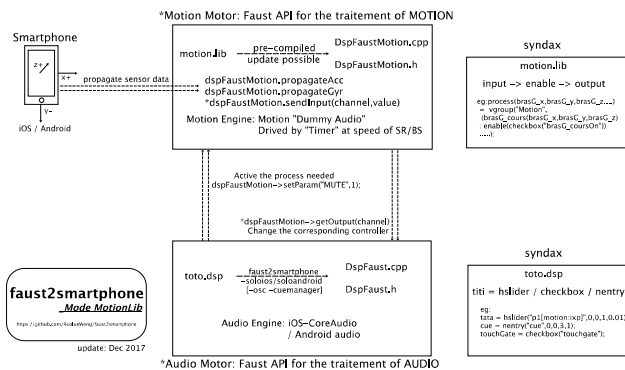 *Motion Motor: Faust API for the traitement of MOTION
Smartphone
z+
x+
y-
iOS / Android
propagate sensor data
motion.lib
pre-compiled
update possible
DspFaustMotion.cpp
DspFaustMotion.h
dspFaustMotion.propagateAcc
dspFaustMotion.propagateGyr
*dspFaustMotion.sendInput(channel,value)
Motion Engine: Motion "Dummy Audio"
Drived by "Timer" at speed of SR/BS
syndax
motion.lib
input -> enable -> output
eg:process(brasG_x,brasG_y,brasG_z.....)
= vgroup("Motion",
(brasG_cours(brasG_x,brasG_y,brasG_z)
: enable(checkbox("brasG_coursOn"))
.....);
Active the process needed
dspFaustMotion->setParam("MUTE",1);
*dspFaustMotion->getOutput(channel)
Change the corresponding controller
toto.dsp
faust2smartphone
-soloios/soloandroid
[-osc -cuemanager]
DspFaust.cpp
DspFaust.h
Audio Engine: iOS-CoreAudio
/ Android audio
*Audio Motor: Faust API for the traitement of AUDIO
faust2smartphone
_Mode MotionLib
https://github.com/RuolunWeng/faust2smartphone
update: Dec 2017
syndax
toto.dsp
titi = hslider / checkbox / nentry
eg:
tata = hslider("p1[motion:ixp]",0,0,1,0.01)
cue = nentry("cue",0,0,3,1);
touchGate = checkbox("touchgate");